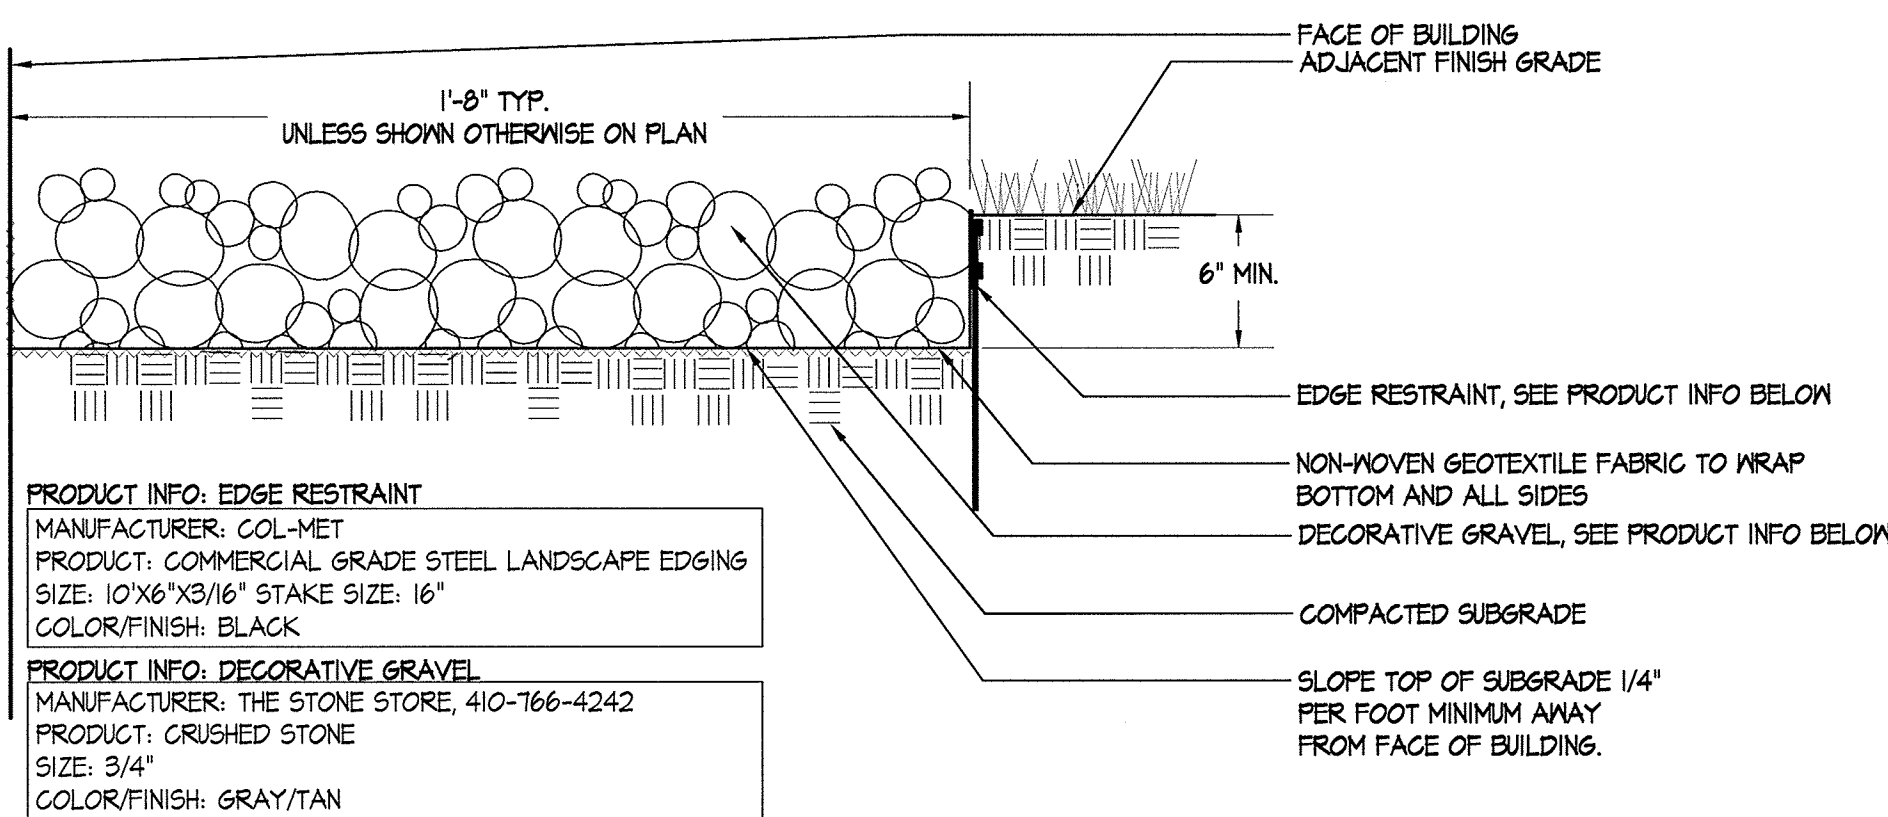 FACE OF BUILDING
ADJACENT FINISH GRADE
1'-8" TYP.
UNLESS SHOWN OTHERWISE ON PLAN
6" MIN.
EDGE RESTRAINT, SEE PRODUCT INFO BELOW
NON-WOVEN GEOTEXTILE FABRIC TO WRAP
BOTTOM AND ALL SIDES
DECORATIVE GRAVEL, SEE PRODUCT INFO BELOW
COMPACTED SUBGRADE
SLOPE TOP OF SUBGRADE 1/4"
PER FOOT MINIMUM AWAY
FROM FACE OF BUILDING.
PRODUCT INFO: EDGE RESTRAINT
MANUFACTURER: COL-MET
PRODUCT: COMMERCIAL GRADE STEEL LANDSCAPE EDGING
SIZE: 10'X6"X3/16" STAKE SIZE: 16"
COLOR/FINISH: BLACK
PRODUCT INFO: DECORATIVE GRAVEL
MANUFACTURER: THE STONE STORE, 410-766-4242
PRODUCT: CRUSHED STONE
SIZE: 3/4"
COLOR/FINISH: GRAY/TAN